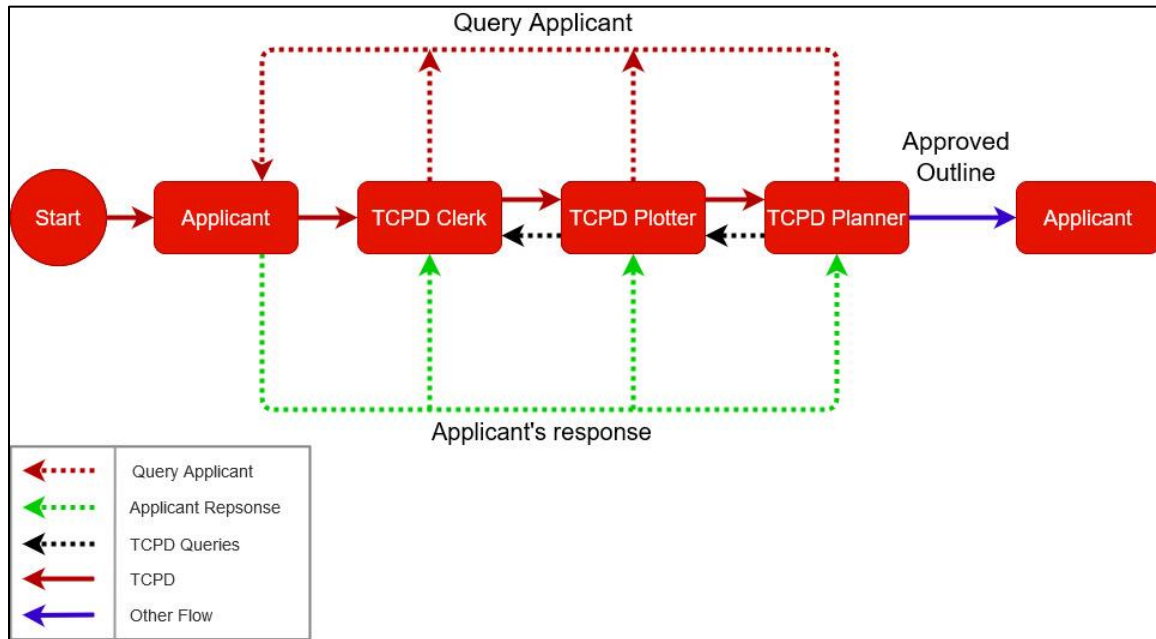 Query Applicant
Approved
Outline
Start
Applicant
TCPD Clerk
TCPD Plotter
TCPD Planner
Applicant
Applicant's response
Query Applicant
Applicant Repsonse
TCPD Queries
TCPD
Other Flow